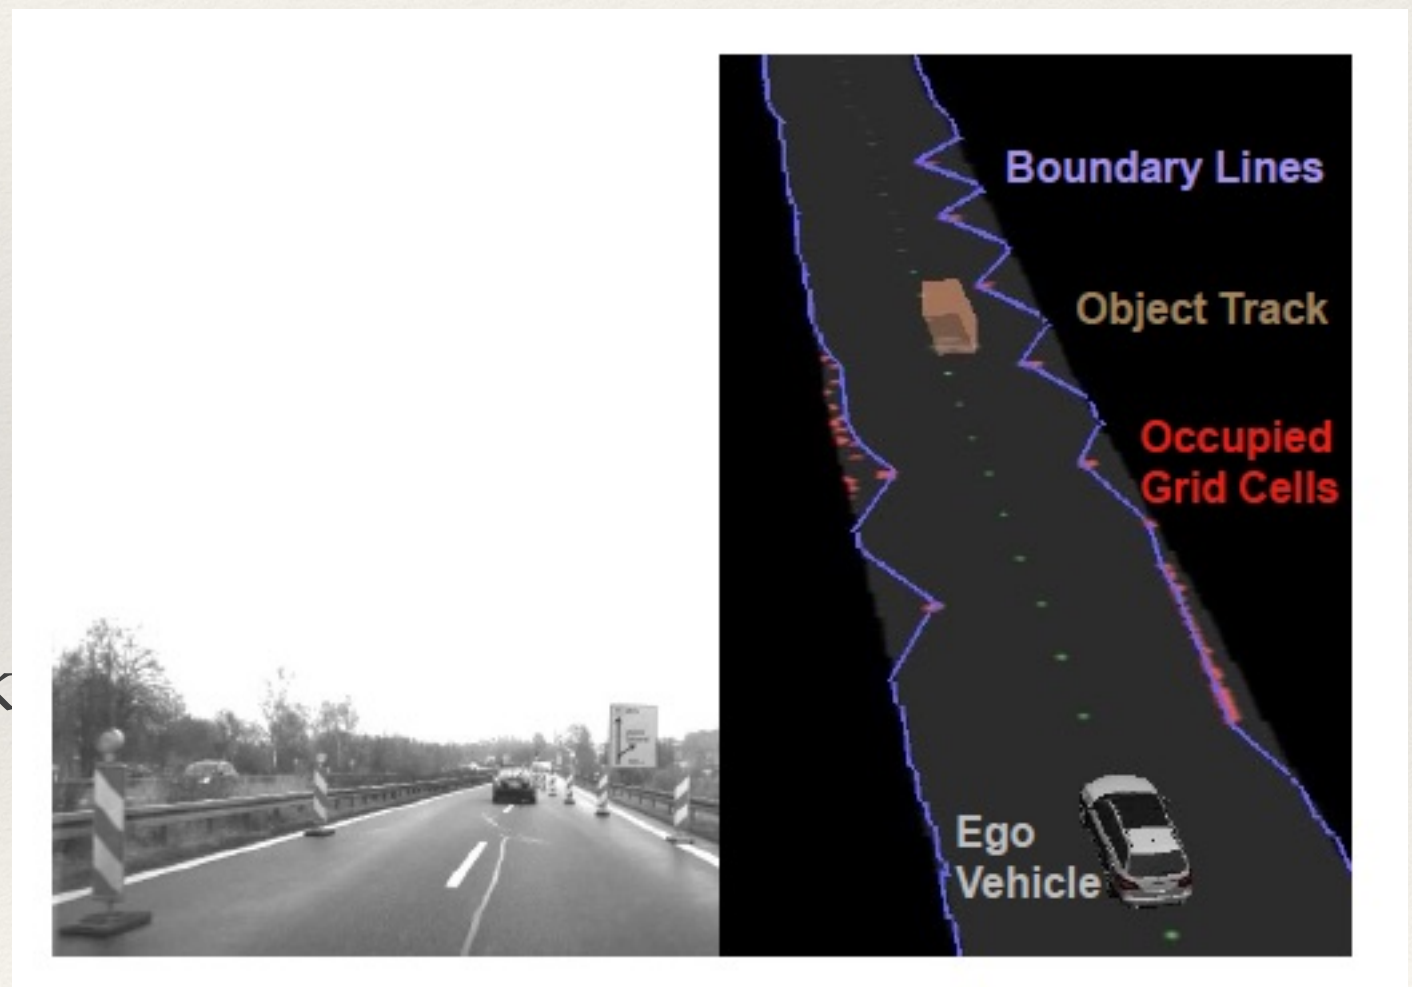 Boundary Lines
Object Track
Occupied
Grid Cells
Ego
Vehicle